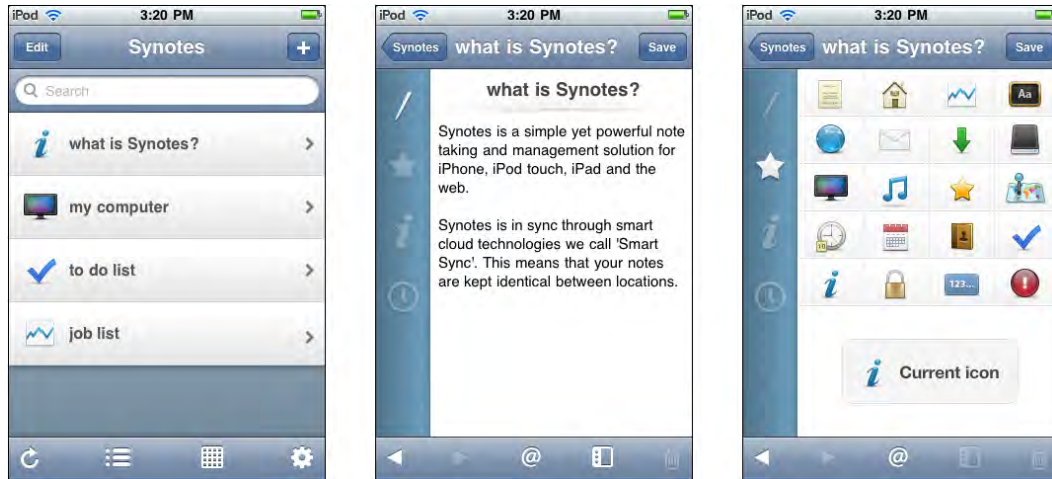 iPod 3:20 PM
Edit Synotes +
Search
what is Synotes?
my computer
to do list
job list
iPod 3:20 PM
Synotes what is Synotes? Save
what is Synotes?
Synotes is a simple yet powerful note
taking and management solution for
iPhone, iPod touch, iPad and the
web.
Synotes is in sync through smart
cloud technologies we call 'Smart
Sync'. This means that your notes
are kept identical between locations.
@
iPod 3:20 PM
Synotes what is Synotes? Save
Aa
10
123...
Current icon
@